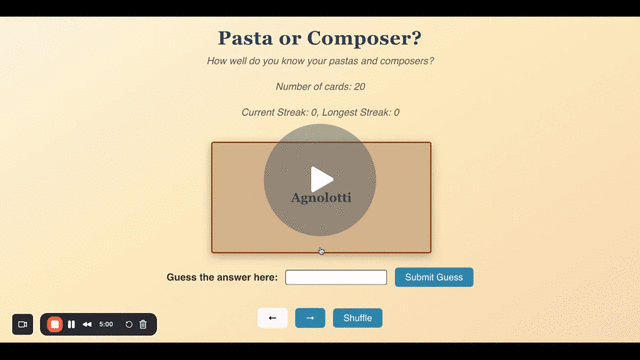 Pasta or Composer?
How well do you know your pastas and composers?
Number of cards: 20
Current Streak: 0, Longest Streak: 0
Agnolotti
Guess the answer here: Submit Guess
← → Shuffle
5:00